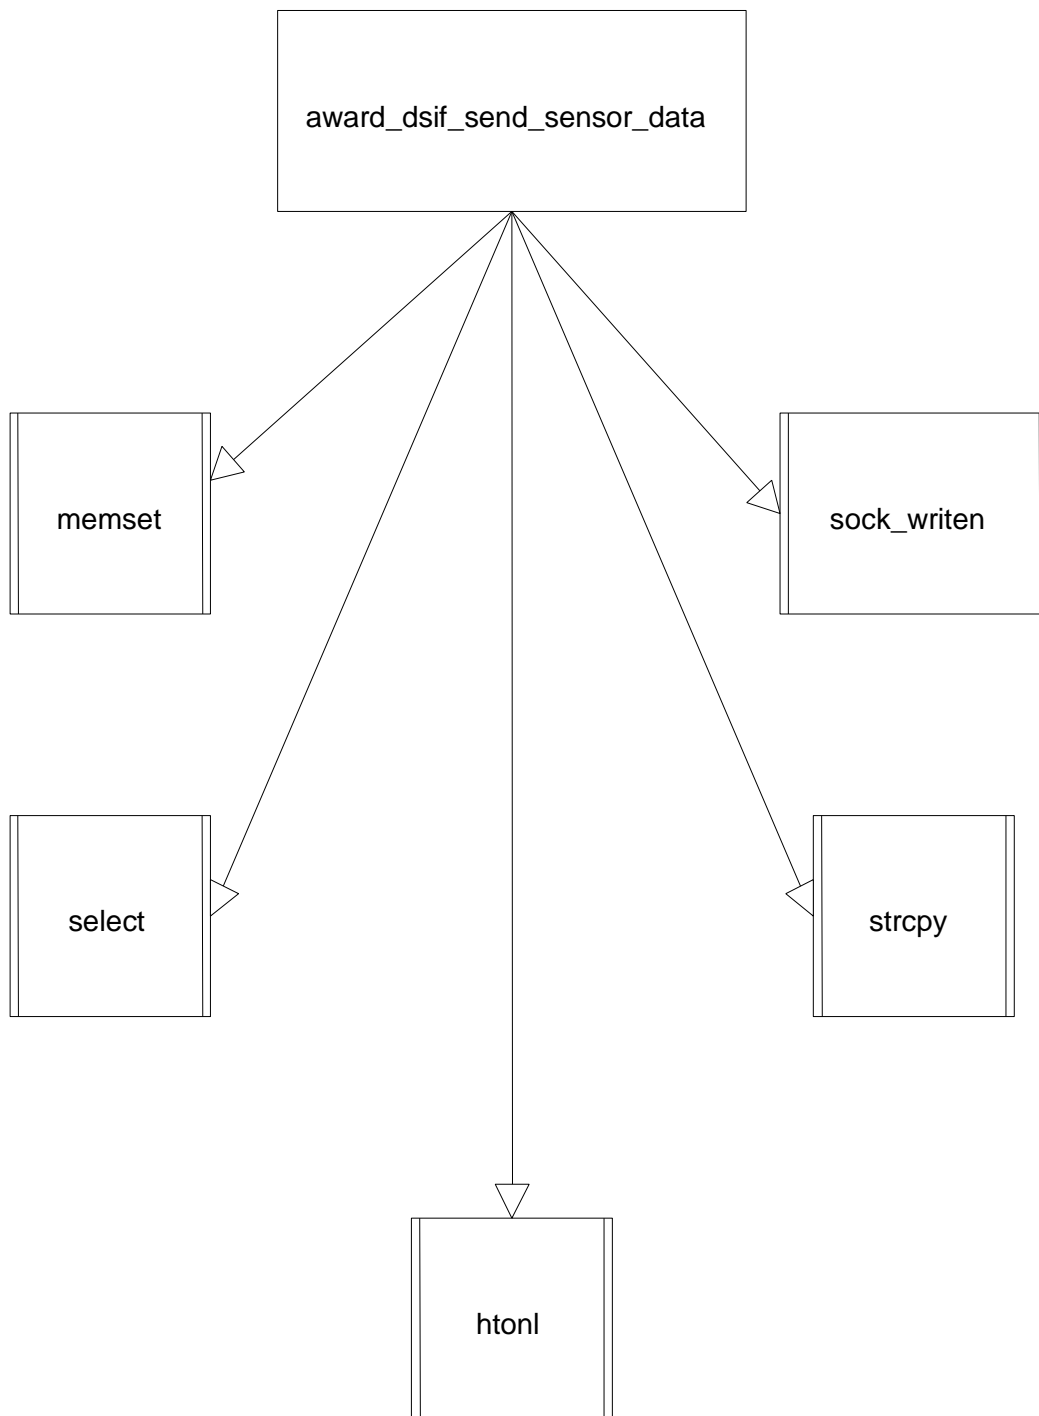 award_dsif_send_sensor_data
memset
sock_writen
select
strcpy
htonl